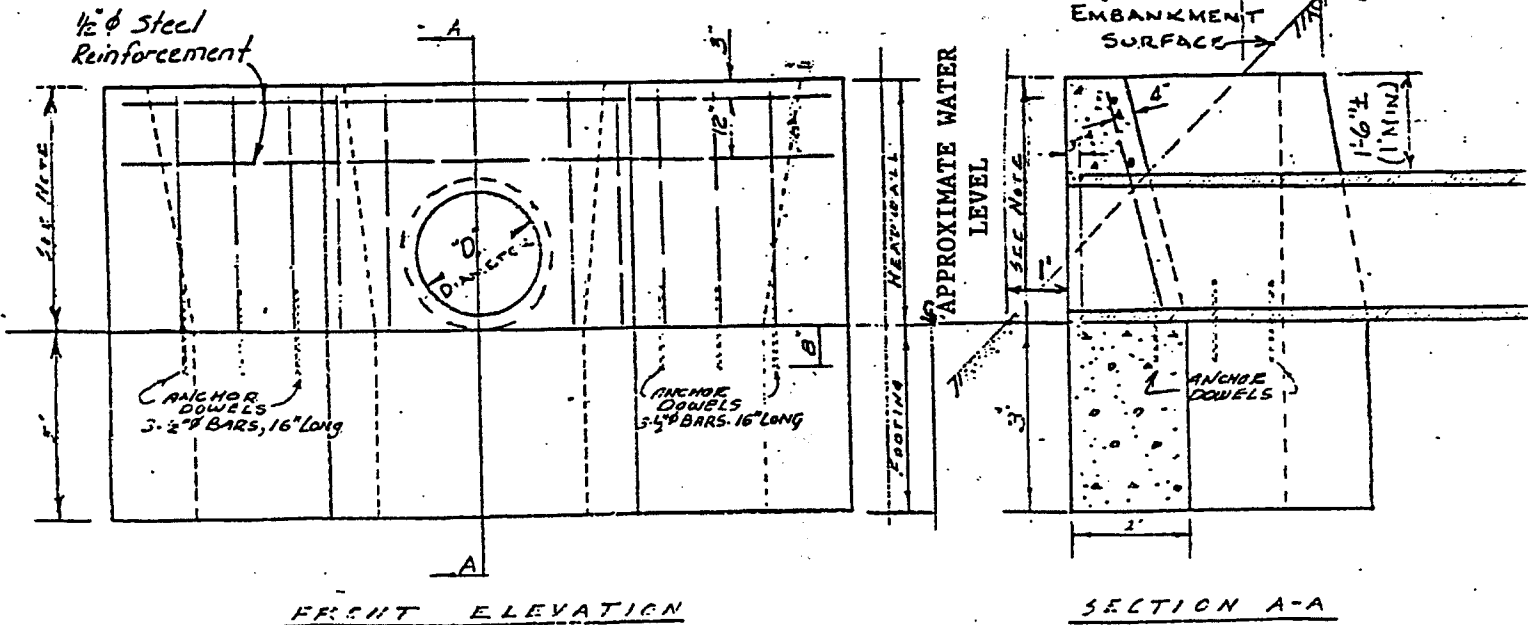 ½"φ Steel
Reinforcement
A
3"
12"
SEE NOTE
"D"
DIAMETER
8"
ANCHOR
DOWELS
3-½"φ BARS, 16" LONG
ANCHOR
DOWELS
3-½"φ BARS. 16" LONG
3'
A
HEADWALL
FOOTING
APPROXIMATE WATER
LEVEL
SEE NOTE
EMBANKMENT
SURFACE
4"
1'-6"±
(1' MIN)
ANCHOR
DOWELS
3'
2'
FRONT ELEVATION
SECTION A-A